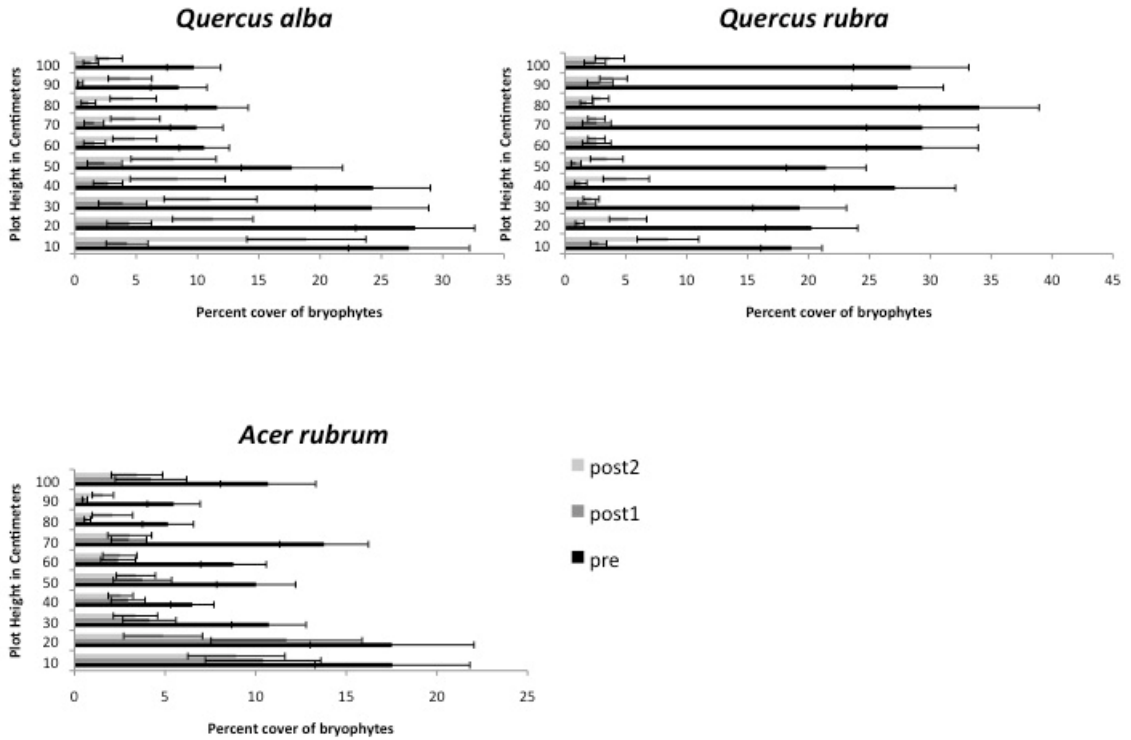 Quercus alba
Plot Height in Centimeters
100
90
80
70
60
50
40
30
20
10
0 5 10 15 20 25 30 35
Percent cover of bryophytes
Quercus rubra
Plot Height in Centimeters
100
90
80
70
60
50
40
30
20
10
0 5 10 15 20 25 30 35 40 45
Percent cover of bryophytes
Acer rubrum
Plot Height in Centimeters
100
90
80
70
60
50
40
30
20
10
0 5 10 15 20 25
Percent cover of bryophytes
post2
post1
pre